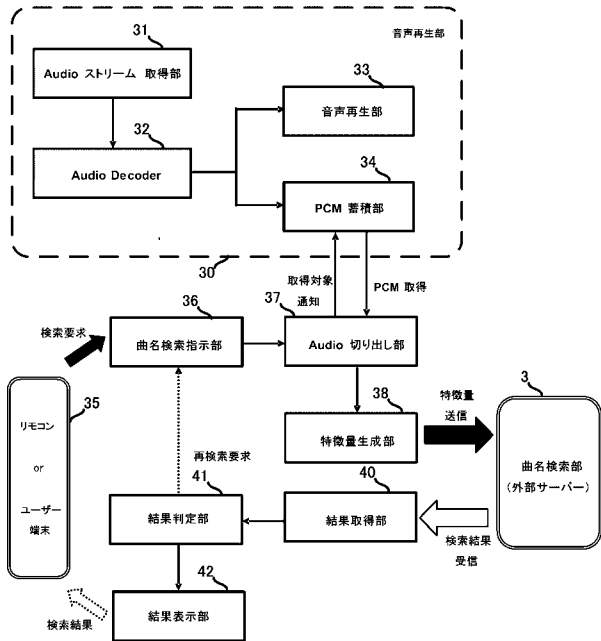 31
音声再生部
Audio ストリーム 取得部
33
音声再生部
32
Audio Decoder
34
PCM 蓄積部
30
取得対象
通知
PCM 取得
37
36
検索要求
曲名検索指示部
Audio 切り出し部
35
リモコン
or
ユーザー
端末
38
特徴量生成部
特徴量
送信
3
曲名検索部
(外部サーバー)
再検索要求
41
結果判定部
40
結果取得部
検索結果
受信
42
結果表示部
検索結果